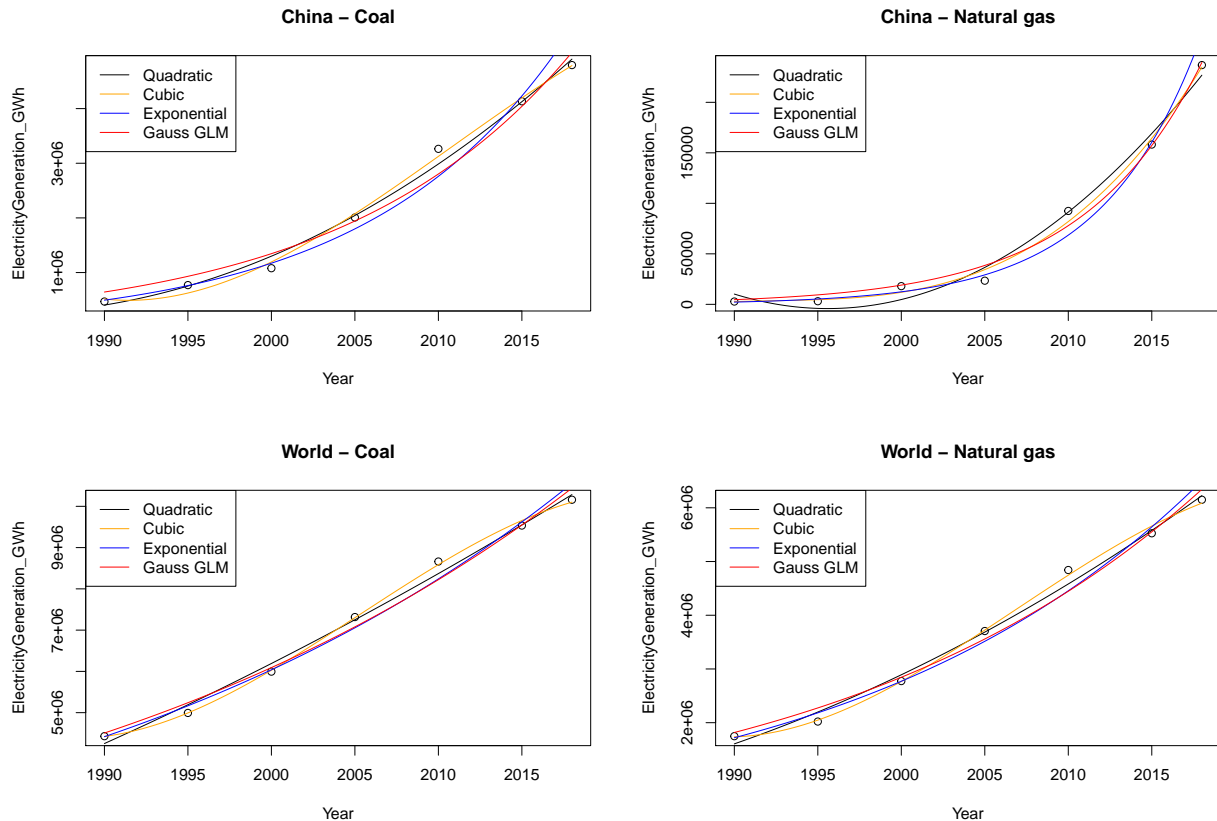 China – Coal
Quadratic
Cubic
Exponential
Gauss GLM
ElectricityGeneration_GWh
1e+06
3e+06
1990 1995 2000 2005 2010 2015
Year
China – Natural gas
Quadratic
Cubic
Exponential
Gauss GLM
ElectricityGeneration_GWh
0
50000
150000
1990 1995 2000 2005 2010 2015
Year
World – Coal
Quadratic
Cubic
Exponential
Gauss GLM
ElectricityGeneration_GWh
5e+06
7e+06
9e+06
1990 1995 2000 2005 2010 2015
Year
World – Natural gas
Quadratic
Cubic
Exponential
Gauss GLM
ElectricityGeneration_GWh
2e+06
4e+06
6e+06
1990 1995 2000 2005 2010 2015
Year